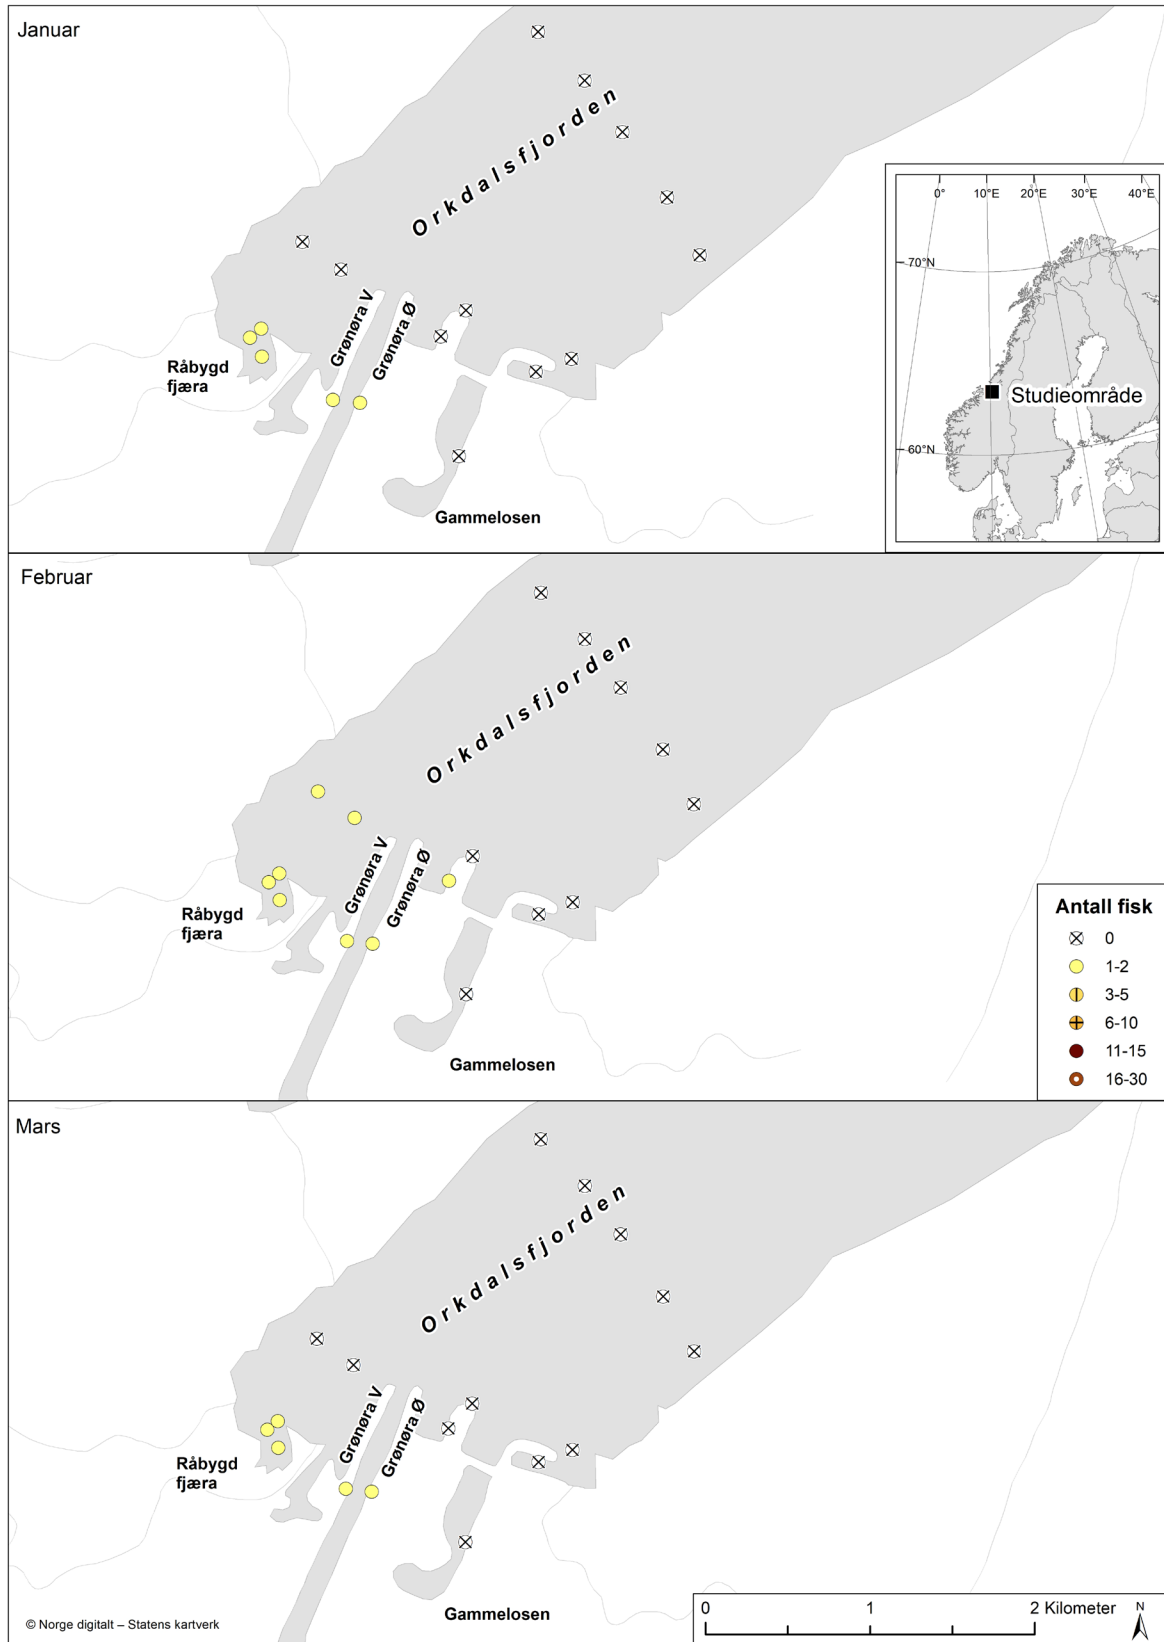 Januar
Orkdalsfjorden
Grønøra V
Grønøra Ø
Råbygd
fjæra
Gammelosen
0° 10°E 20°E 30°E 40°E
70°N
60°N
Studieområde
Februar
Orkdalsfjorden
Grønøra V
Grønøra Ø
Råbygd
fjæra
Gammelosen
Antall fisk
0
1-2
3-5
6-10
11-15
16-30
Mars
Orkdalsfjorden
Grønøra V
Grønøra Ø
Råbygd
fjæra
Gammelosen
© Norge digitalt – Statens kartverk
0 1 2 Kilometer
N